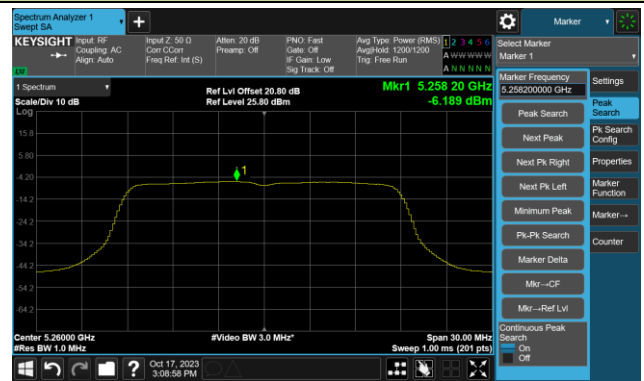 Spectrum Analyzer 1
Swept SA
+
Marker
KEYSIGHT
Input: RF
Coupling: AC
Align: Auto
Input Z: 50 Ω
Corr CCorr
Freq Ref: Int (S)
Atten: 20 dB
Preamp: Off
PNO: Fast
Gate: Off
IF Gain: Low
Sig Track: Off
Avg Type: Power (RMS)
Avg|Hold: 1200/1200
Trig: Free Run
1 2 3 4 5 6
A W W W W W
A N N N N N
LV
Select Marker
Marker 1
1 Spectrum
Scale/Div 10 dB
Log
Ref Lvl Offset 20.80 dB
Ref Level 25.80 dBm
Mkr1 5.258 20 GHz
-6.189 dBm
15.8
5.80
-4.20
-14.2
-24.2
-34.2
-44.2
-54.2
-64.2
1
Center 5.26000 GHz
#Res BW 1.0 MHz
#Video BW 3.0 MHz*
Span 30.00 MHz
Sweep 1.00 ms (201 pts)
Marker Frequency
5.258200000 GHz
Peak Search
Next Peak
Next Pk Right
Next Pk Left
Minimum Peak
Pk-Pk Search
Marker Delta
Mkr→CF
Mkr→Ref Lvl
Continuous Peak
Search
On
Off
Settings
Peak
Search
Pk Search
Config
Properties
Marker
Function
Marker→
Counter
?
Oct 17, 2023
3:08:58 PM